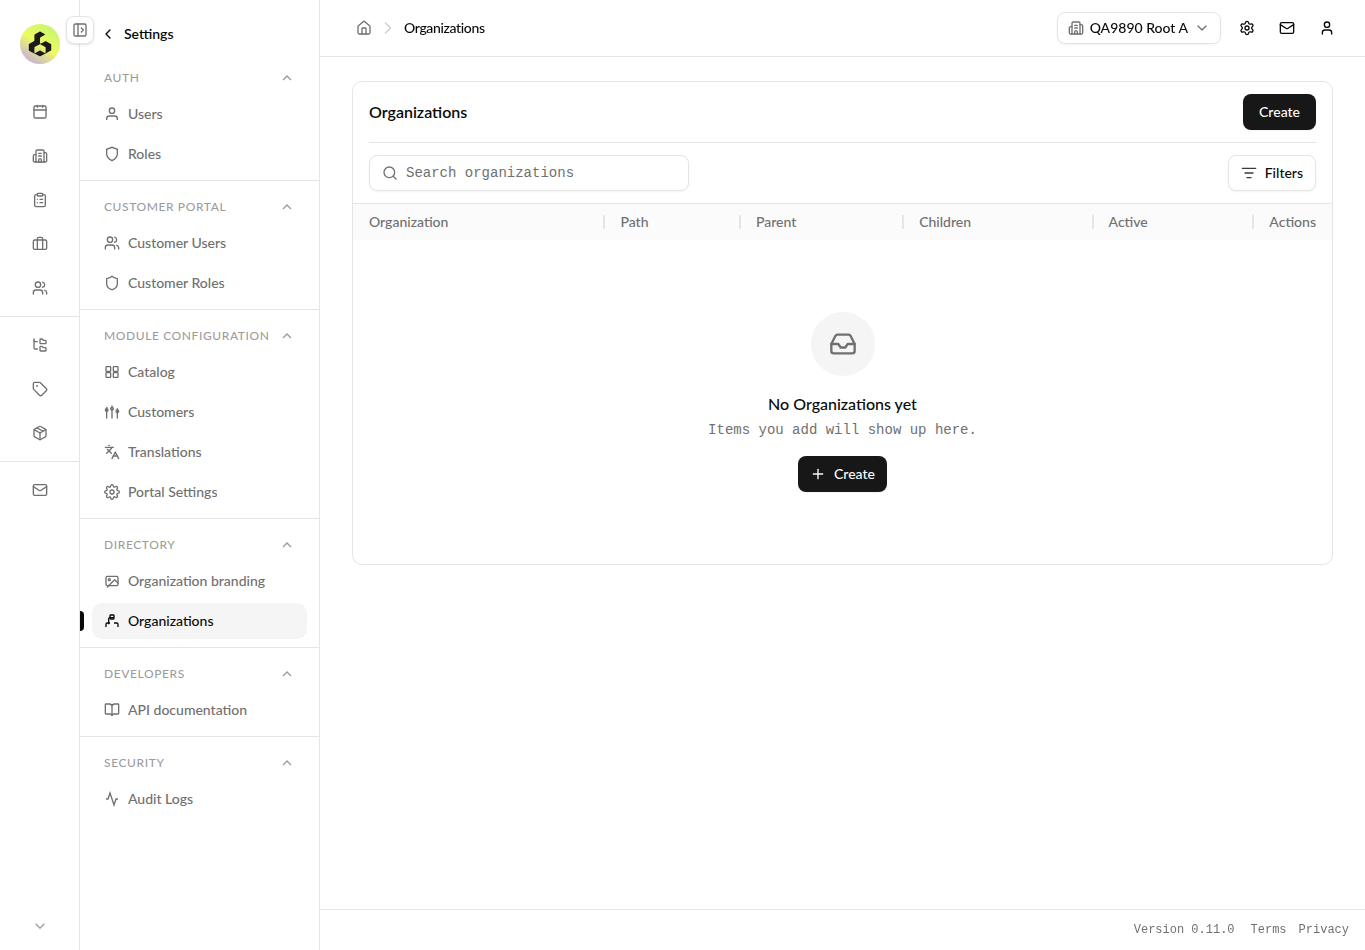 Settings
AUTH
Users
Roles
CUSTOMER PORTAL
Customer Users
Customer Roles
MODULE CONFIGURATION
Catalog
Customers
Translations
Portal Settings
DIRECTORY
Organization branding
Organizations
DEVELOPERS
API documentation
SECURITY
Audit Logs
Organizations
QA9890 Root A
Organizations
Create
Search organizations
Filters
Organization Path Parent Children Active Actions
No Organizations yet
Items you add will show up here.
Create
Version 0.11.0 Terms Privacy